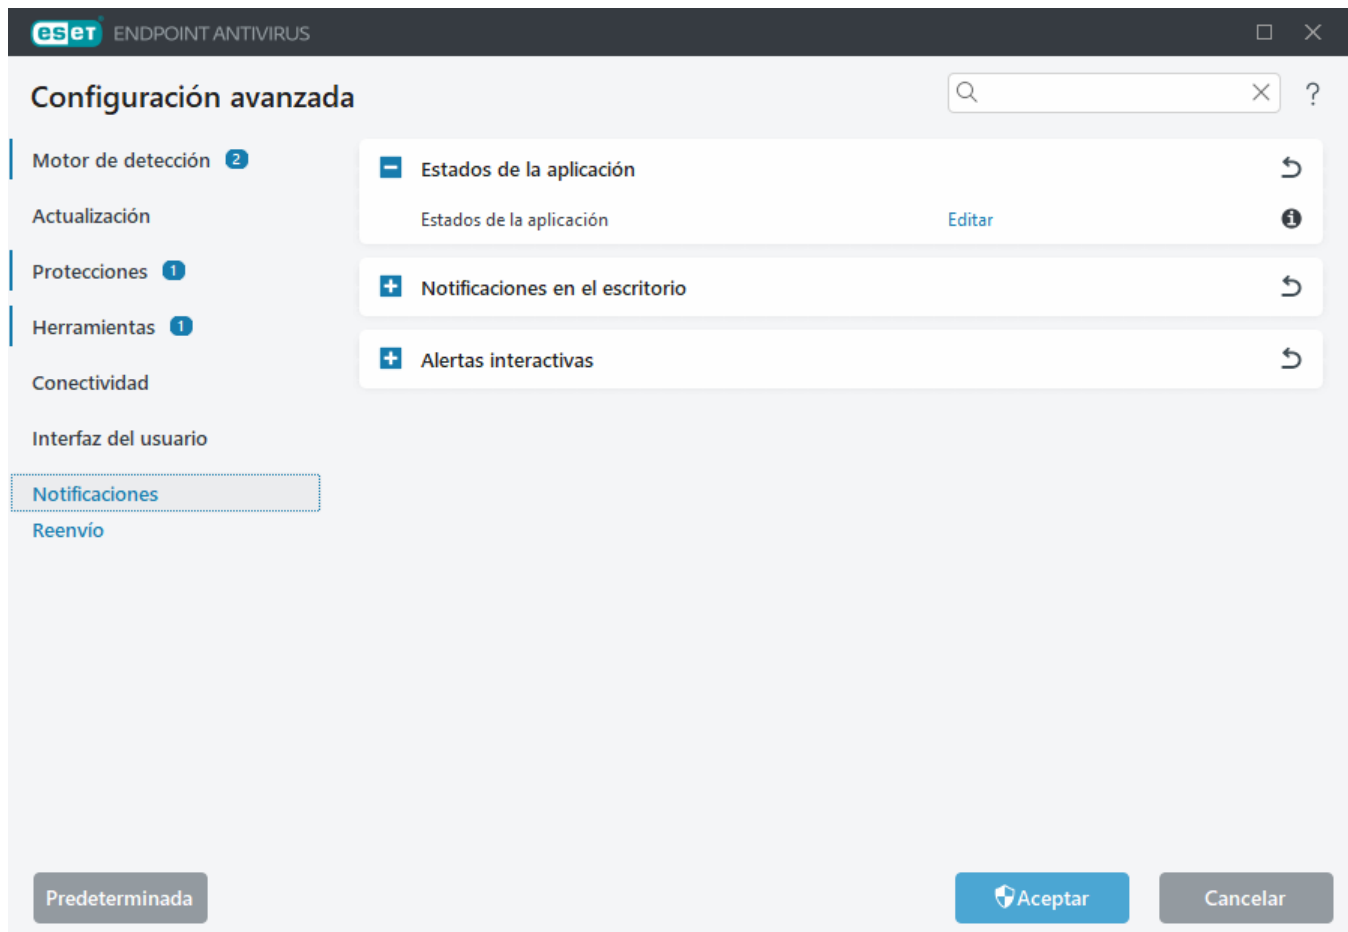 eset ENDPOINT ANTIVIRUS
Configuración avanzada
?
Motor de detección 2
Actualización
Protecciones 1
Herramientas 1
Conectividad
Interfaz del usuario
Notificaciones
Reenvío
Estados de la aplicación
Estados de la aplicación Editar
Notificaciones en el escritorio
Alertas interactivas
Predeterminada
Aceptar
Cancelar